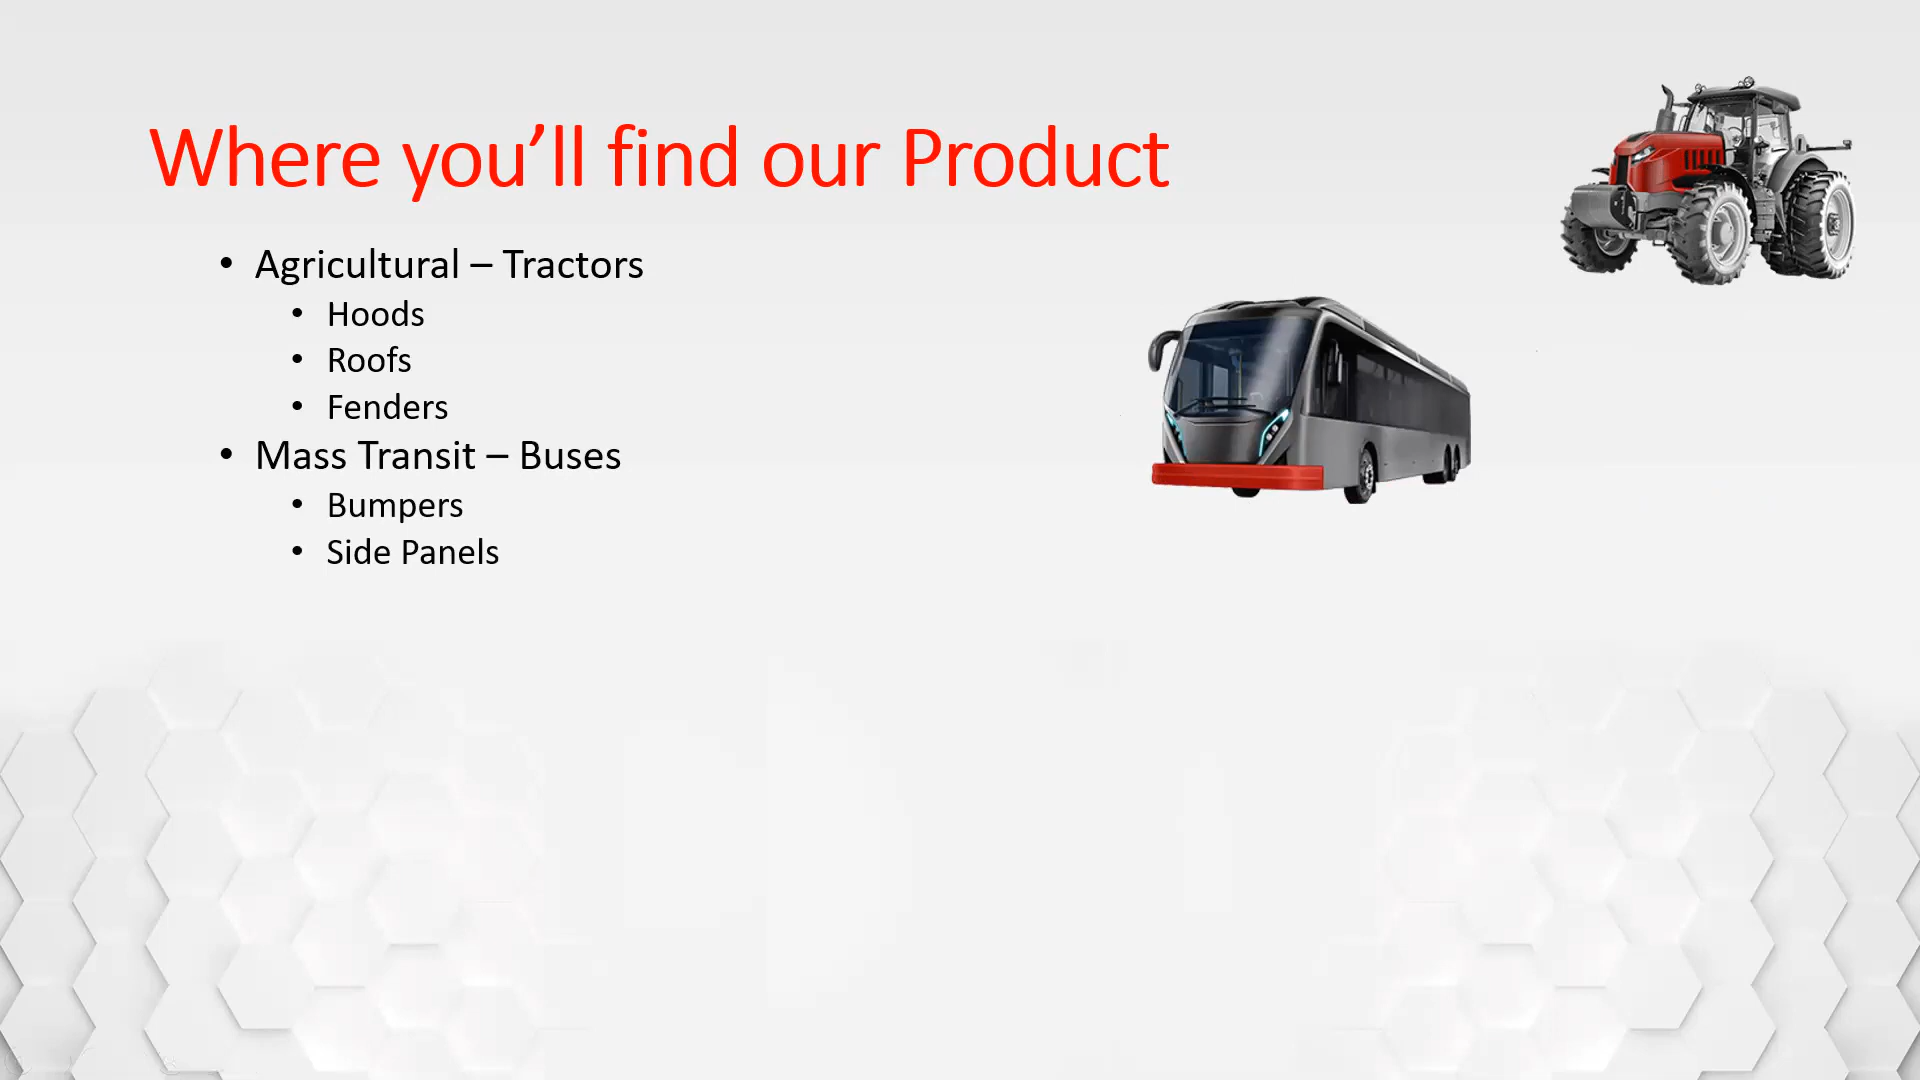 Where you’ll find our Product
• Agricultural – Tractors
• Hoods
• Roofs
• Fenders
• Mass Transit – Buses
• Bumpers
• Side Panels